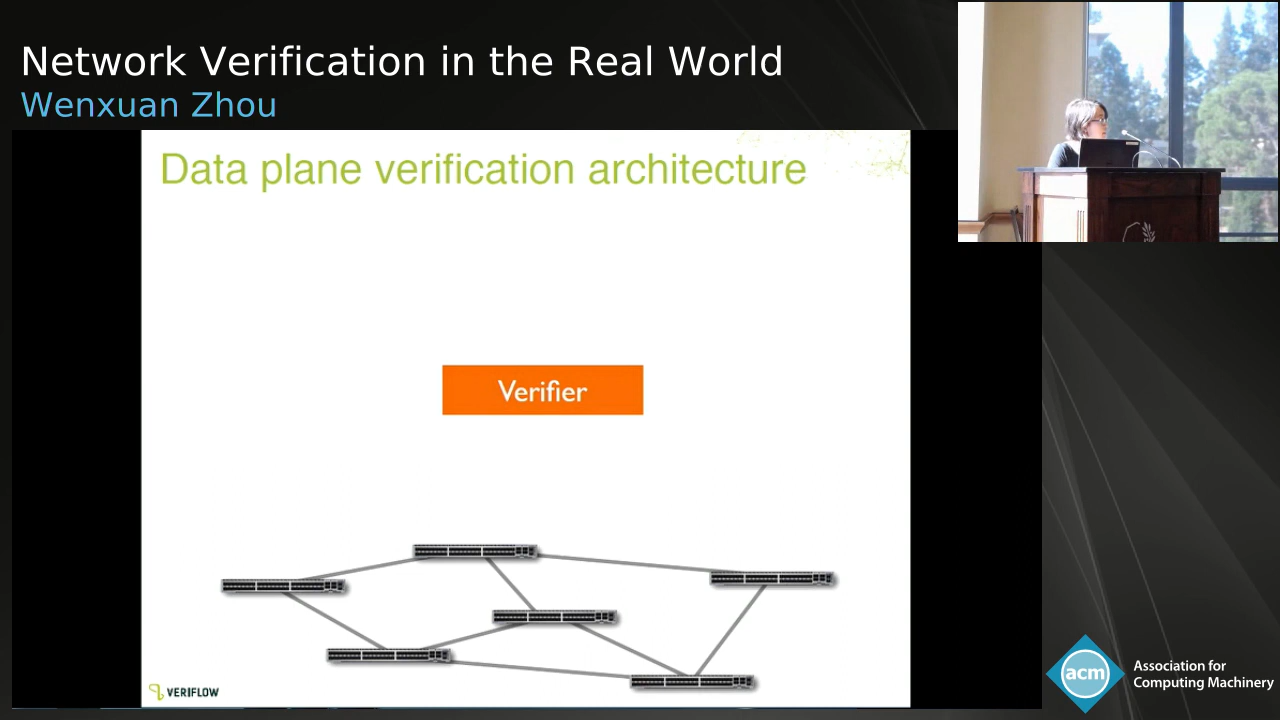 Network Verification in the Real World
Wenxuan Zhou
Data plane verification architecture
Verifier
VERIFLOW
acm
Association for
Computing Machinery